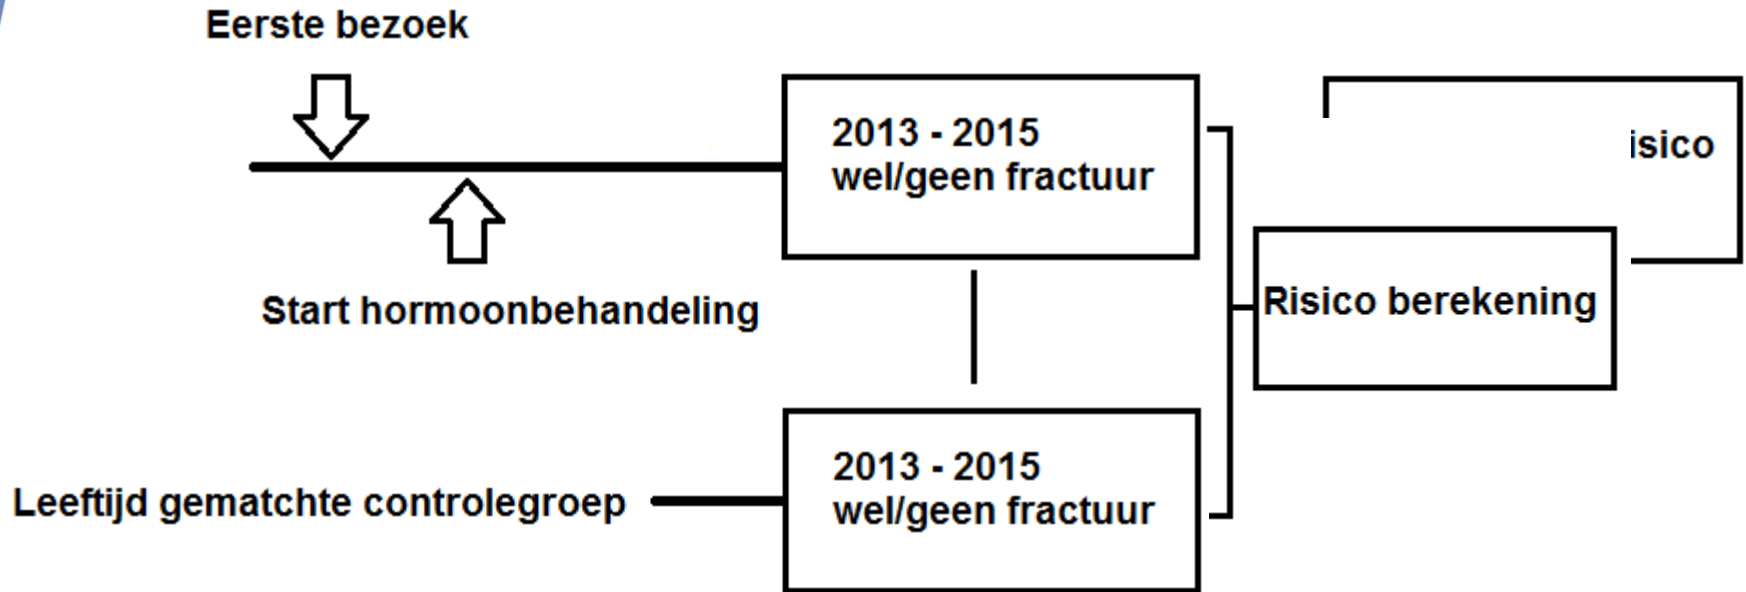 Eerste bezoek
2013 - 2015
wel/geen fractuur
isico
Start hormoonbehandeling
Risico berekening
Leeftijd gematchte controlegroep
2013 - 2015
wel/geen fractuur